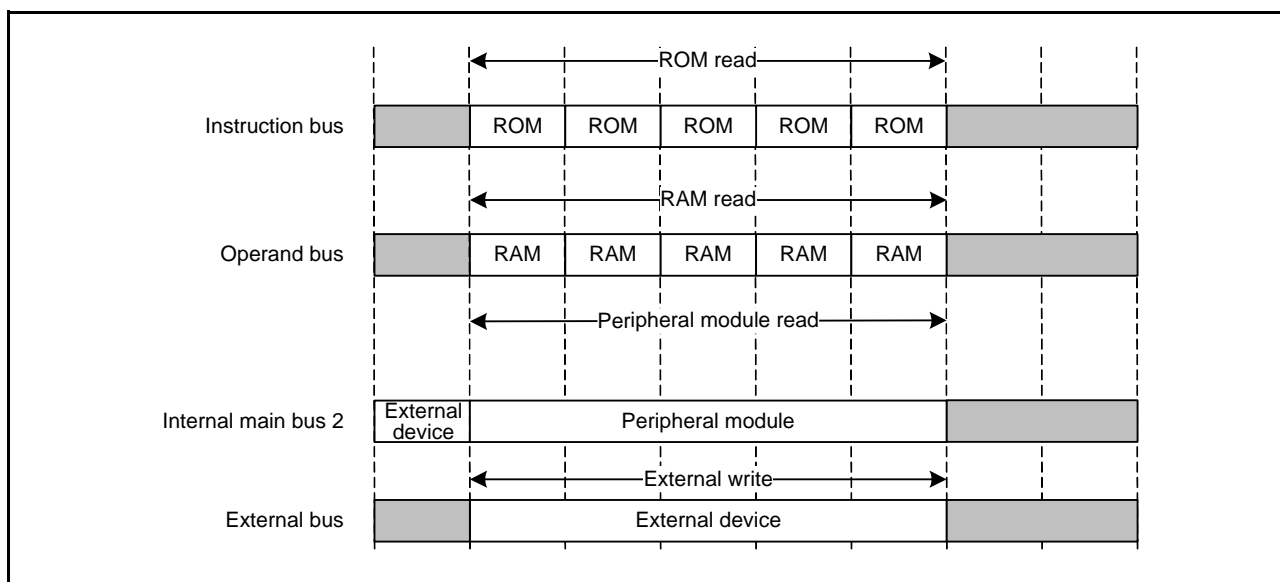 ROM read
Instruction bus
ROM ROM ROM ROM ROM
RAM read
Operand bus
RAM RAM RAM RAM RAM
Peripheral module read
Internal main bus 2
External
device
Peripheral module
External write
External bus
External device